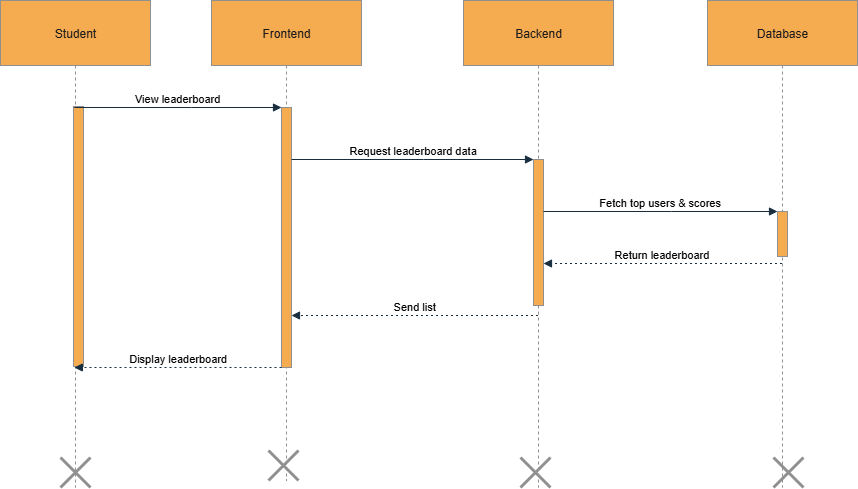 Student
Frontend
Backend
Database
View leaderboard
Request leaderboard data
Fetch top users & scores
Return leaderboard
Send list
Display leaderboard